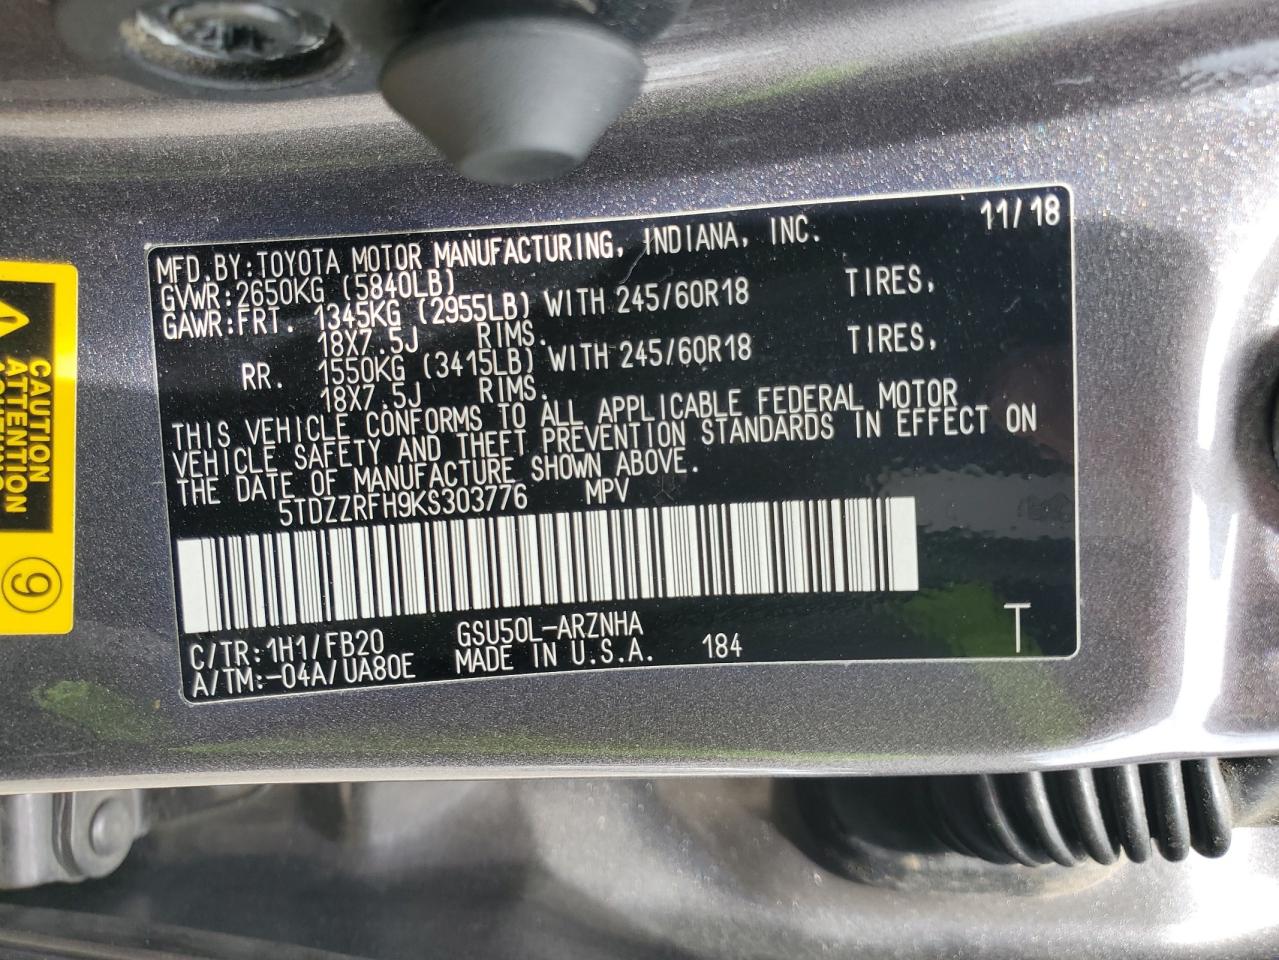 MFD.BY:TOYOTA MOTOR MANUFACTURING, INDIANA, INC. 11/18
GVWR:2650KG (5840LB)
GAWR:FRT. 1345KG (2955LB) WITH 245/60R18 TIRES,
18X7.5J RIMS.
RR. 1550KG (3415LB) WITH 245/60R18 TIRES,
18X7.5J RIMS.
THIS VEHICLE CONFORMS TO ALL APPLICABLE FEDERAL MOTOR
VEHICLE SAFETY AND THEFT PREVENTION STANDARDS IN EFFECT ON
THE DATE OF MANUFACTURE SHOWN ABOVE.
5TDZZRFH9KS303776 MPV
C/TR:1H1/FB20 GSU50L-ARZNHA
A/TM:-04A/UA80E MADE IN U.S.A. 184 T
CAUTION
ATTENTION
9